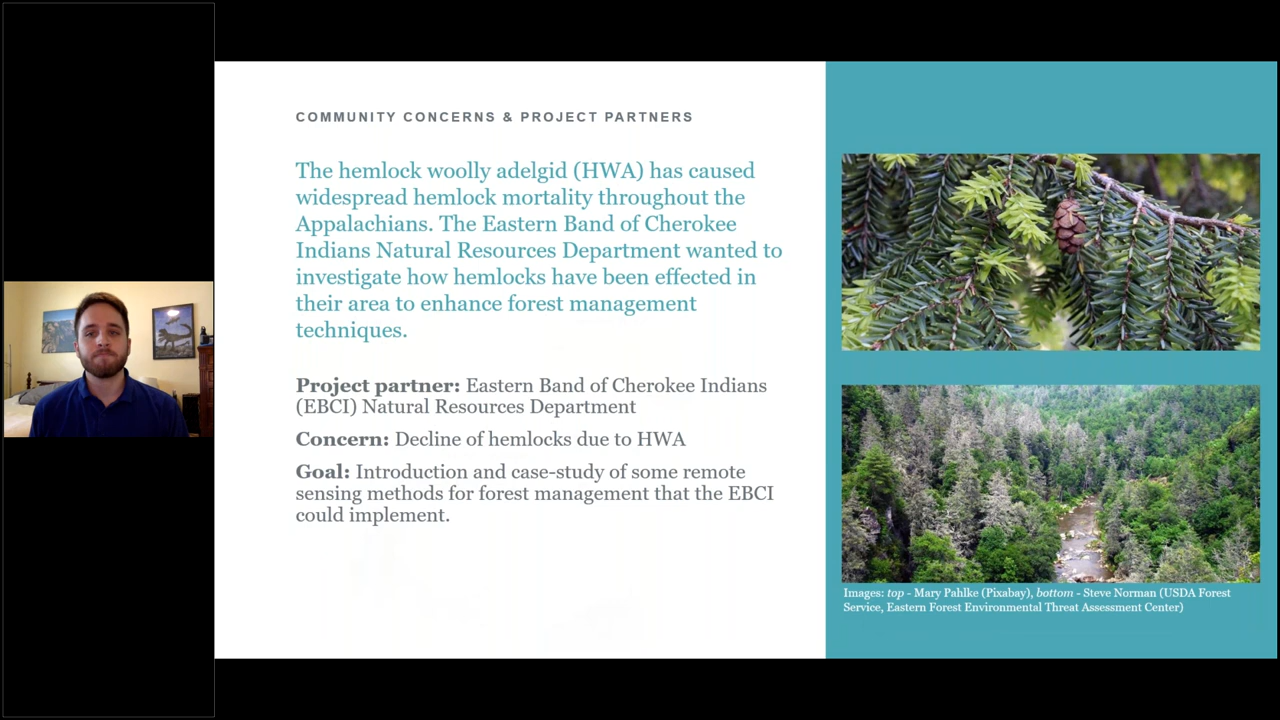 COMMUNITY CONCERNS & PROJECT PARTNERS
The hemlock woolly adelgid (HWA) has caused
widespread hemlock mortality throughout the
Appalachians. The Eastern Band of Cherokee
Indians Natural Resources Department wanted to
investigate how hemlocks have been effected in
their area to enhance forest management
techniques.
Project partner: Eastern Band of Cherokee Indians
(EBCI) Natural Resources Department
Concern: Decline of hemlocks due to HWA
Goal: Introduction and case-study of some remote
sensing methods for forest management that the EBCI
could implement.
Images: top - Mary Pahlke (Pixabay), bottom - Steve Norman (USDA Forest
Service, Eastern Forest Environmental Threat Assessment Center)